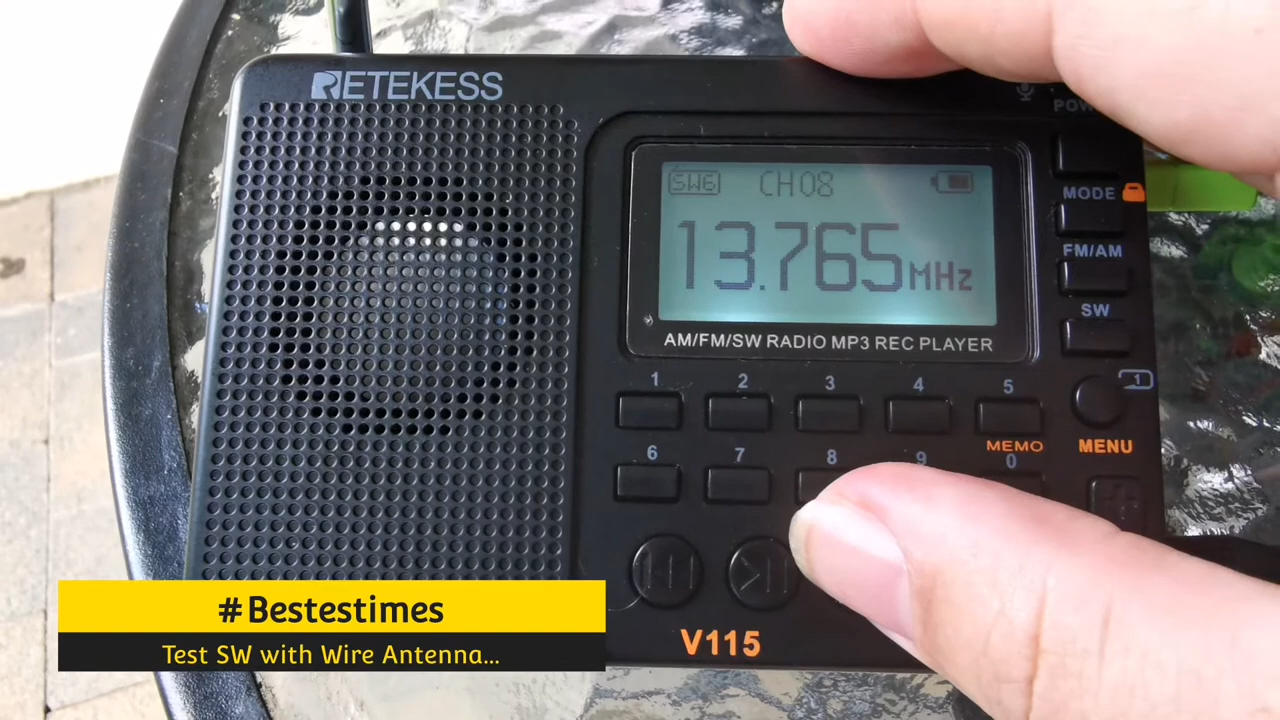 RETEKESS
SW6 CH08
13.765MHz
AM/FM/SW RADIO MP3 REC PLAYER
MODE
FM/AM
SW
1 2 3 4 5
MEMO MENU
6 7 8 9 0
V115
#Bestestimes
Test SW with Wire Antenna...